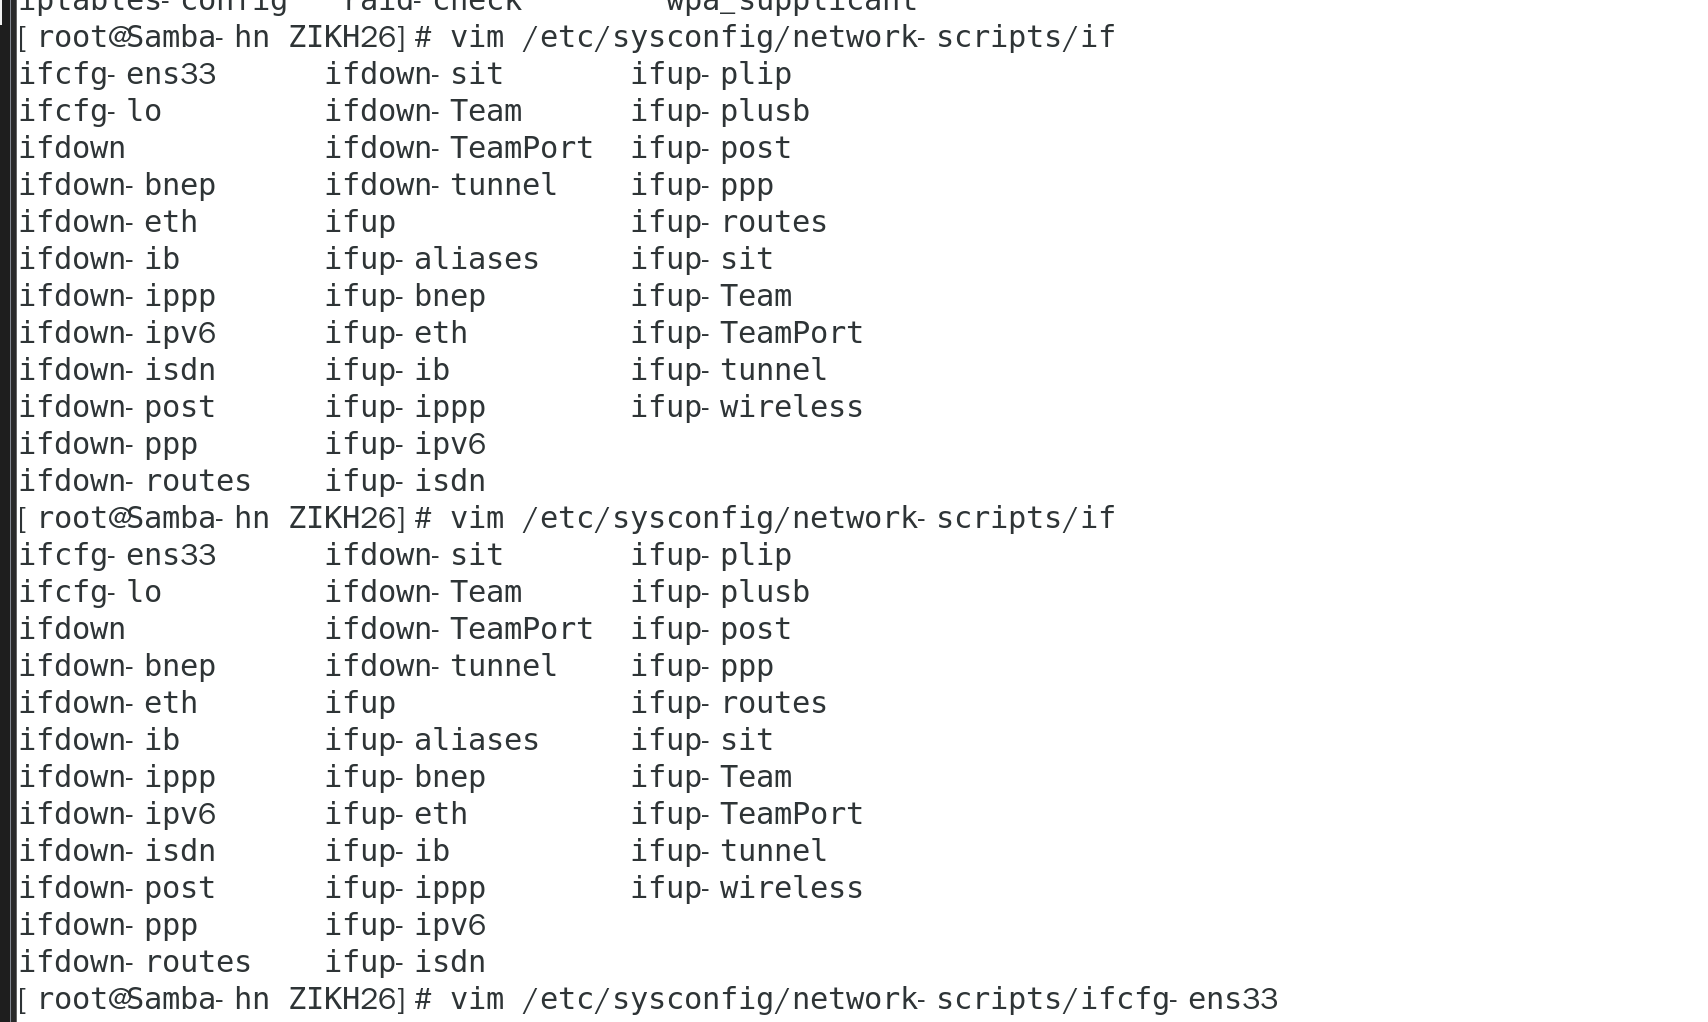 iptables-config   raid-check        wpa_supplicant
[root@Samba-hn ZIKH26]# vim /etc/sysconfig/network-scripts/if
ifcfg-ens33      ifdown-sit       ifup-plip
ifcfg-lo         ifdown-Team      ifup-plusb
ifdown           ifdown-TeamPort  ifup-post
ifdown-bnep      ifdown-tunnel    ifup-ppp
ifdown-eth       ifup             ifup-routes
ifdown-ib        ifup-aliases     ifup-sit
ifdown-ippp      ifup-bnep        ifup-Team
ifdown-ipv6      ifup-eth         ifup-TeamPort
ifdown-isdn      ifup-ib          ifup-tunnel
ifdown-post      ifup-ippp        ifup-wireless
ifdown-ppp       ifup-ipv6
ifdown-routes    ifup-isdn
[root@Samba-hn ZIKH26]# vim /etc/sysconfig/network-scripts/if
ifcfg-ens33      ifdown-sit       ifup-plip
ifcfg-lo         ifdown-Team      ifup-plusb
ifdown           ifdown-TeamPort  ifup-post
ifdown-bnep      ifdown-tunnel    ifup-ppp
ifdown-eth       ifup             ifup-routes
ifdown-ib        ifup-aliases     ifup-sit
ifdown-ippp      ifup-bnep        ifup-Team
ifdown-ipv6      ifup-eth         ifup-TeamPort
ifdown-isdn      ifup-ib          ifup-tunnel
ifdown-post      ifup-ippp        ifup-wireless
ifdown-ppp       ifup-ipv6
ifdown-routes    ifup-isdn
[root@Samba-hn ZIKH26]# vim /etc/sysconfig/network-scripts/ifcfg-ens33